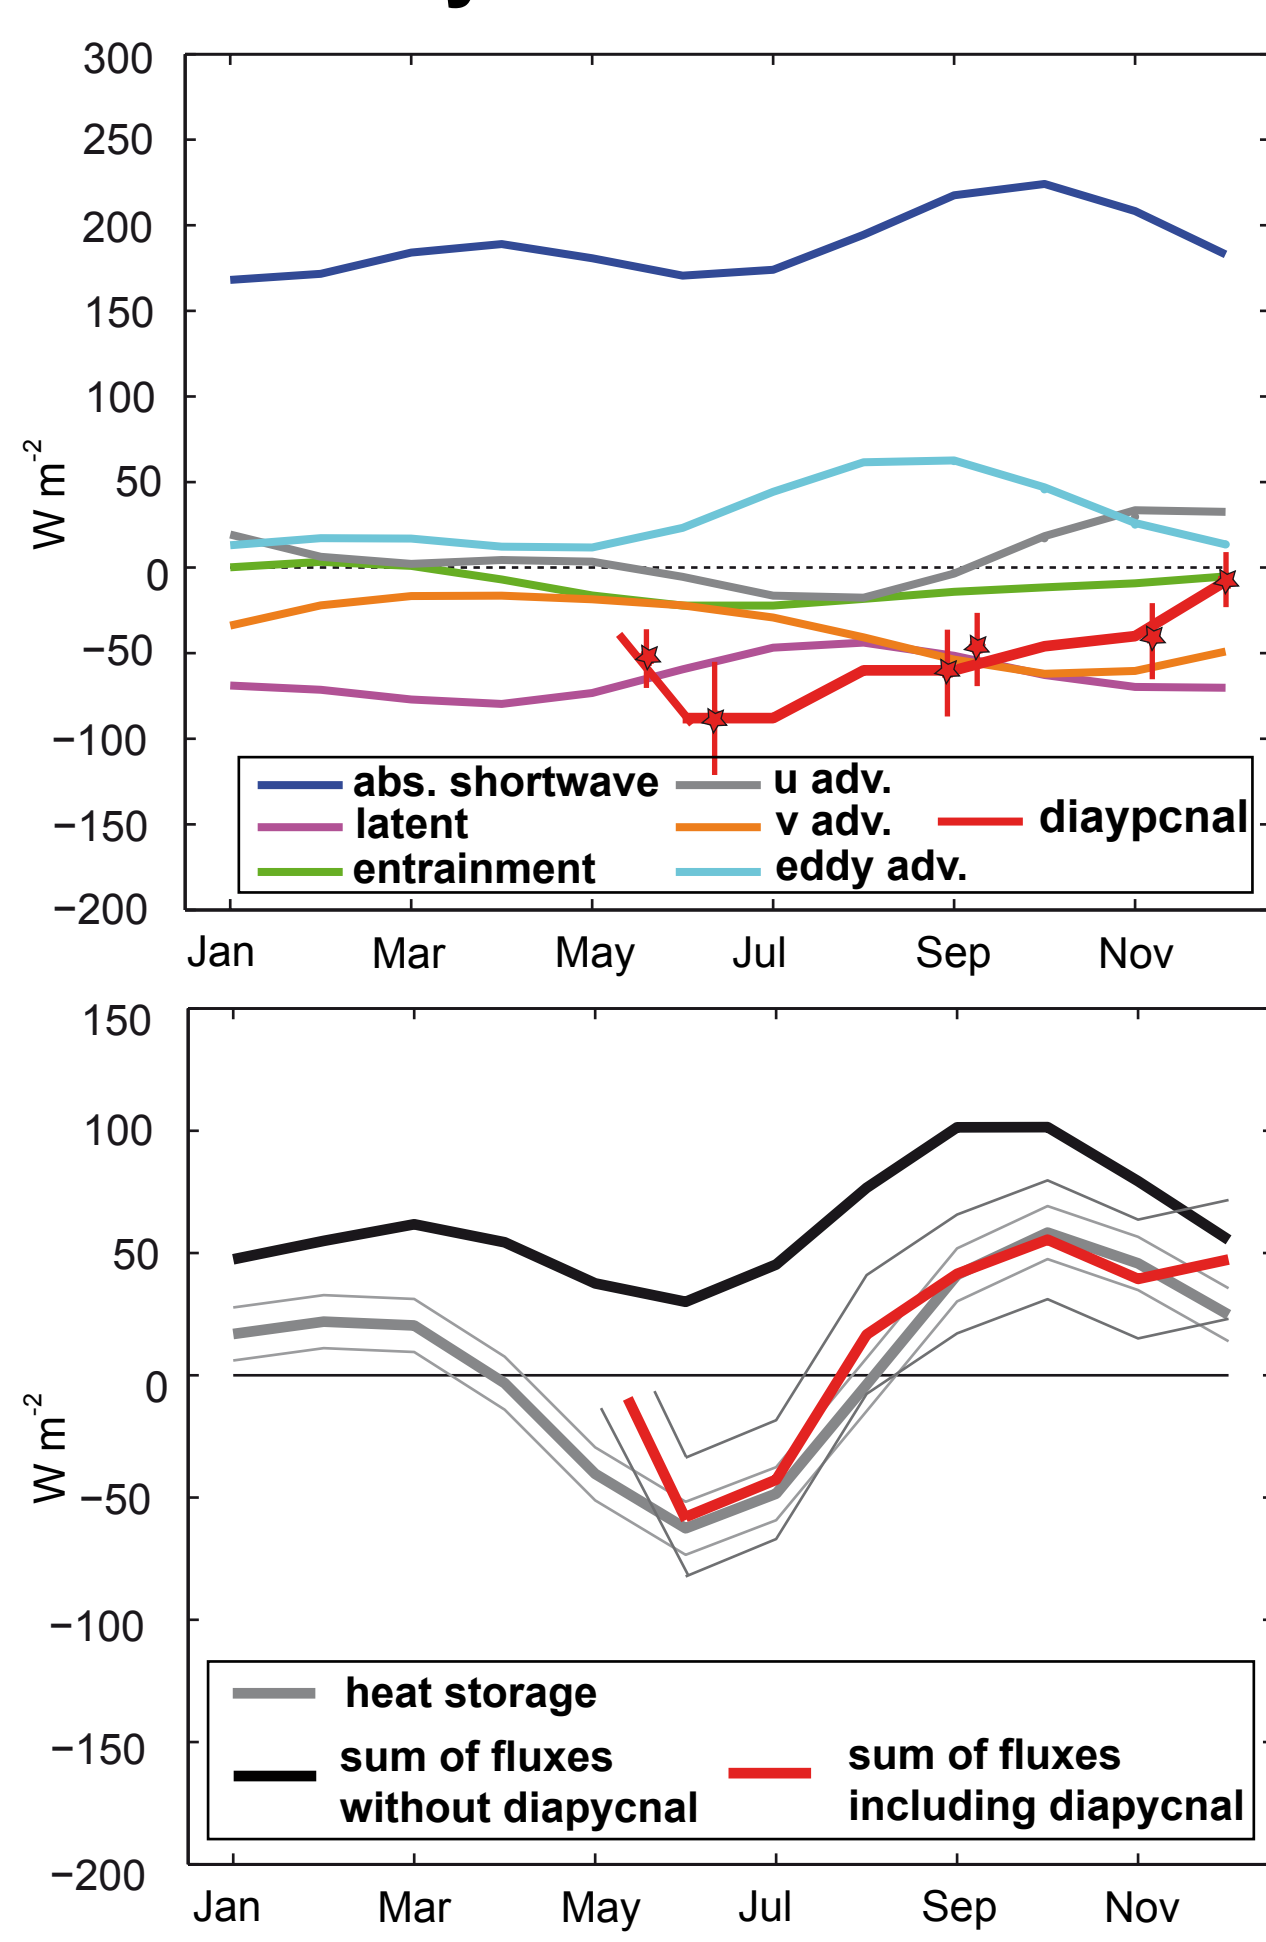 300
250
200
150
100
50
0
−50
−100
−150
−200
W m-2
abs. shortwave
latent
entrainment
u adv.
v adv.
eddy adv.
diaypcnal
Jan Mar May Jul Sep Nov
150
100
50
0
−50
−100
−150
−200
W m-2
heat storage
sum of fluxes
without diapycnal
sum of fluxes
including diapycnal
Jan Mar May Jul Sep Nov